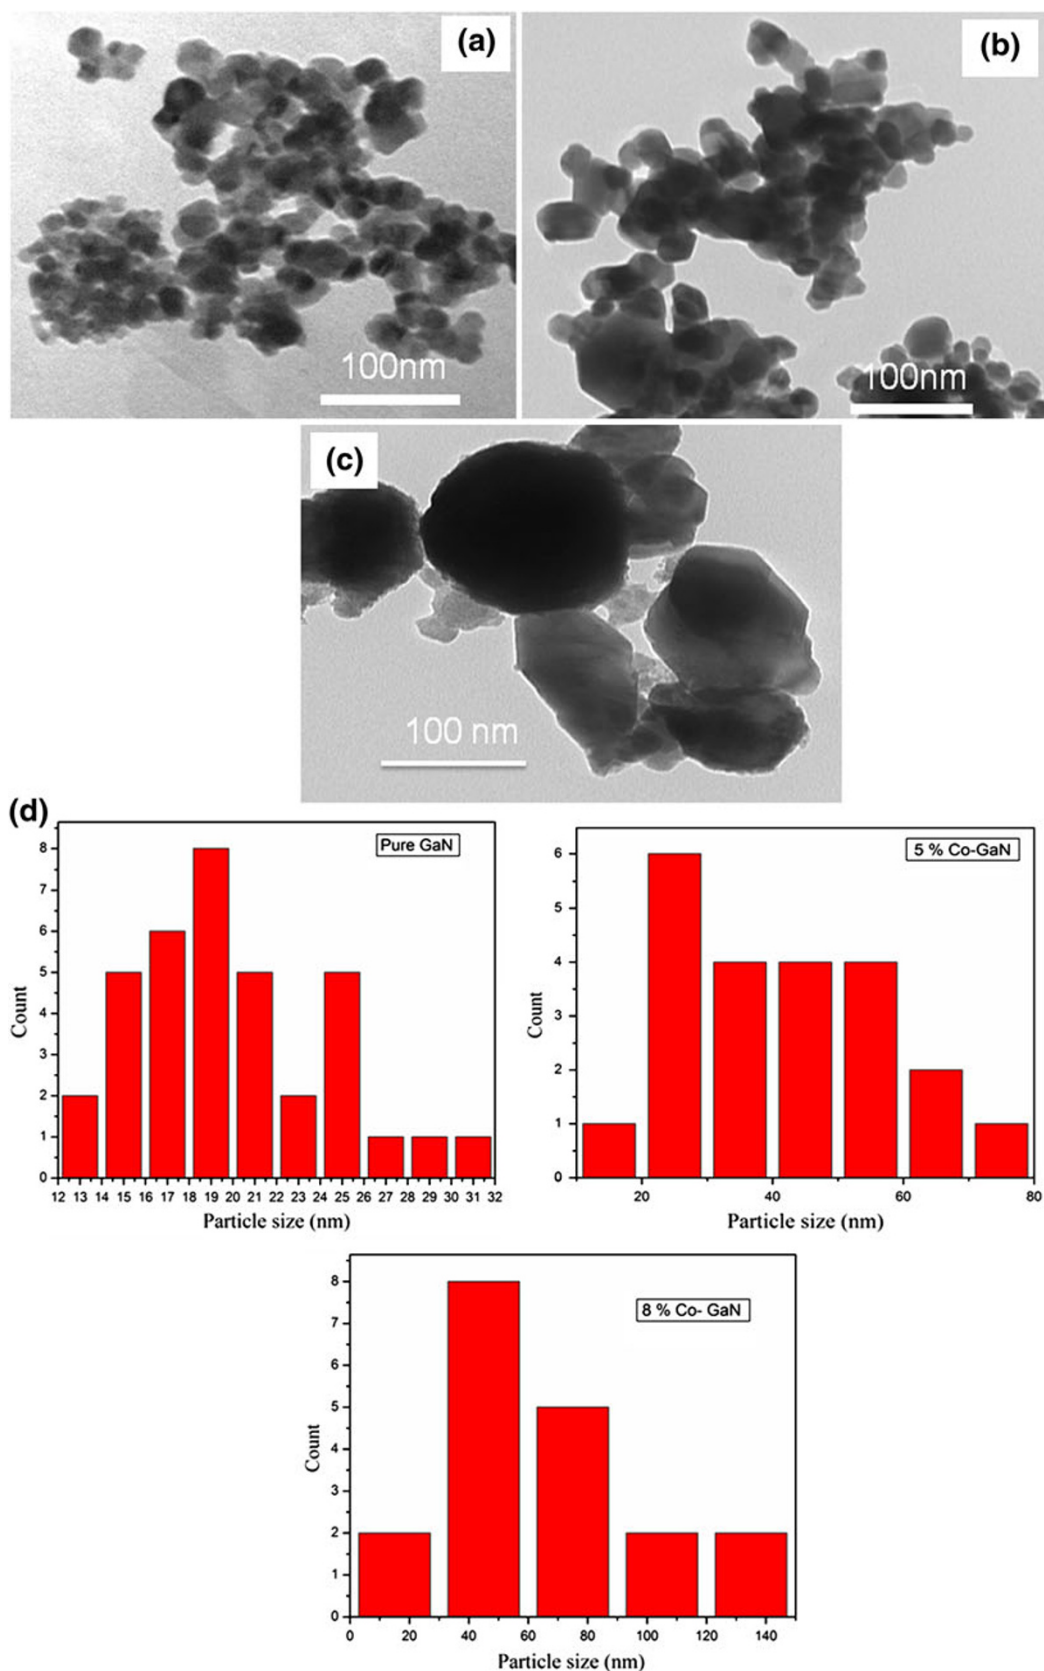 (a)
(b)
100nm
100nm
(c)
100 nm
(d)
Pure GaN
Count
8
7
6
5
4
3
2
1
0
12 13 14 15 16 17 18 19 20 21 22 23 24 25 26 27 28 29 30 31 32
Particle size (nm)
5 % Co-GaN
Count
6
5
4
3
2
1
0
20 40 60 80
Particle size (nm)
8 % Co- GaN
Count
8
7
6
5
4
3
2
1
0
0 20 40 60 80 100 120 140
Particle size (nm)